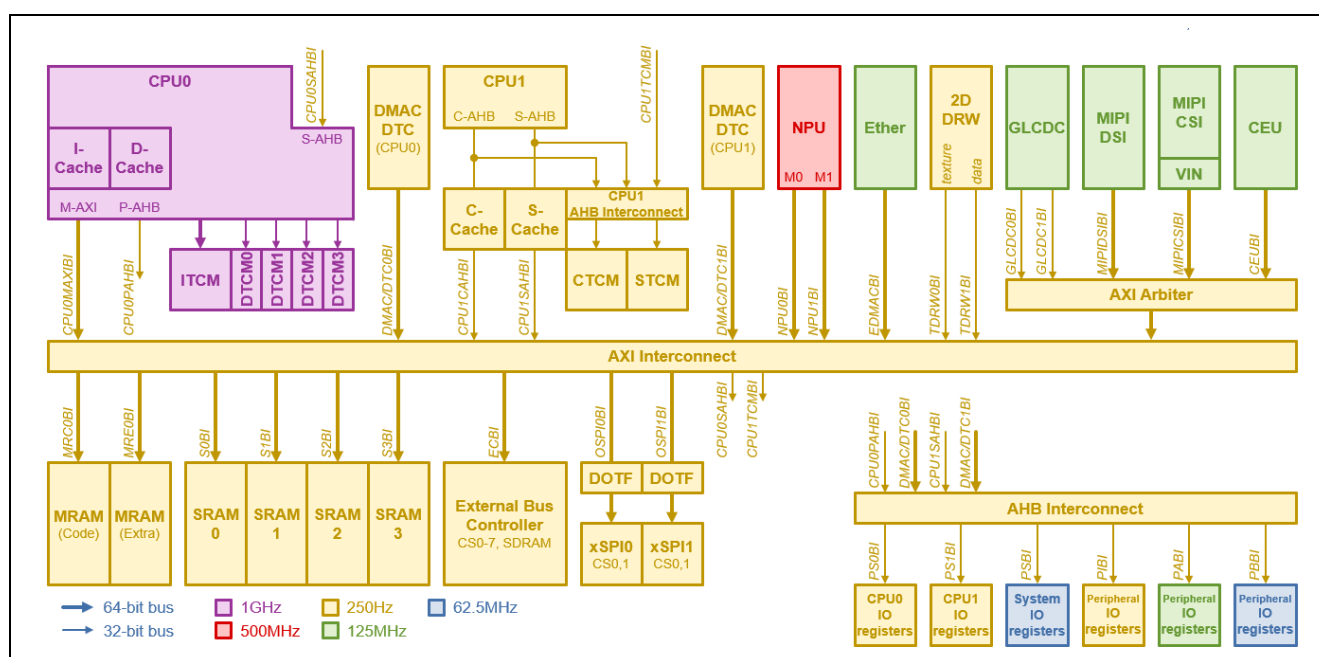 CPU0
CPU0SAHBI
S-AHB
I-
Cache
D-
Cache
M-AXI
P-AHB
ITCM
DTCM0
DTCM1
DTCM2
DTCM3
CPU0MAXIBI
CPU0PAHBI
DMAC
DTC
(CPU0)
DMAC/DTC0BI
CPU1
C-AHB
S-AHB
CPU1TCMBI
C-
Cache
S-
Cache
CPU1
AHB Interconnect
CTCM
STCM
CPU1CAHBI
CPU1SAHBI
DMAC
DTC
(CPU1)
DMAC/DTC1BI
NPU
M0
M1
NPU0BI
NPU1BI
Ether
EDMACBI
2D
DRW
texture
data
TDRW0BI
TDRW1BI
GLCDC
GLCDC0BI
GLCDC1BI
MIPI
DSI
MIPIDSIBI
MIPI
CSI
VIN
MIPICSIBI
CEU
CEUBI
AXI Arbiter
AXI Interconnect
MRC0BI
MRE0BI
S0BI
S1BI
S2BI
S3BI
ECBI
OSPI0BI
OSPI1BI
CPU0SAHBI
CPU1TCMBI
MRAM
(Code)
MRAM
(Extra)
SRAM
0
SRAM
1
SRAM
2
SRAM
3
External Bus
Controller
CS0-7, SDRAM
DOTF
DOTF
xSPI0
CS0,1
xSPI1
CS0,1
CPU0PAHBI
DMAC/DTC0BI
CPU1SAHBI
DMAC/DTC1BI
AHB Interconnect
PS0BI
PS1BI
PSBI
PIBI
PABI
PBBI
CPU0
IO
registers
CPU1
IO
registers
System
IO
registers
Peripheral
IO
registers
Peripheral
IO
registers
Peripheral
IO
registers
64-bit bus
1GHz
250Hz
62.5MHz
32-bit bus
500MHz
125MHz